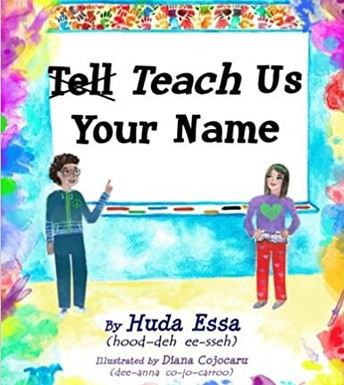 Tell Teach Us
Your Name
By Huda Essa
(hood-deh ee-sseh)
Illustrated by Diana Cojocaru
(dee-anna co-jo-carroo)